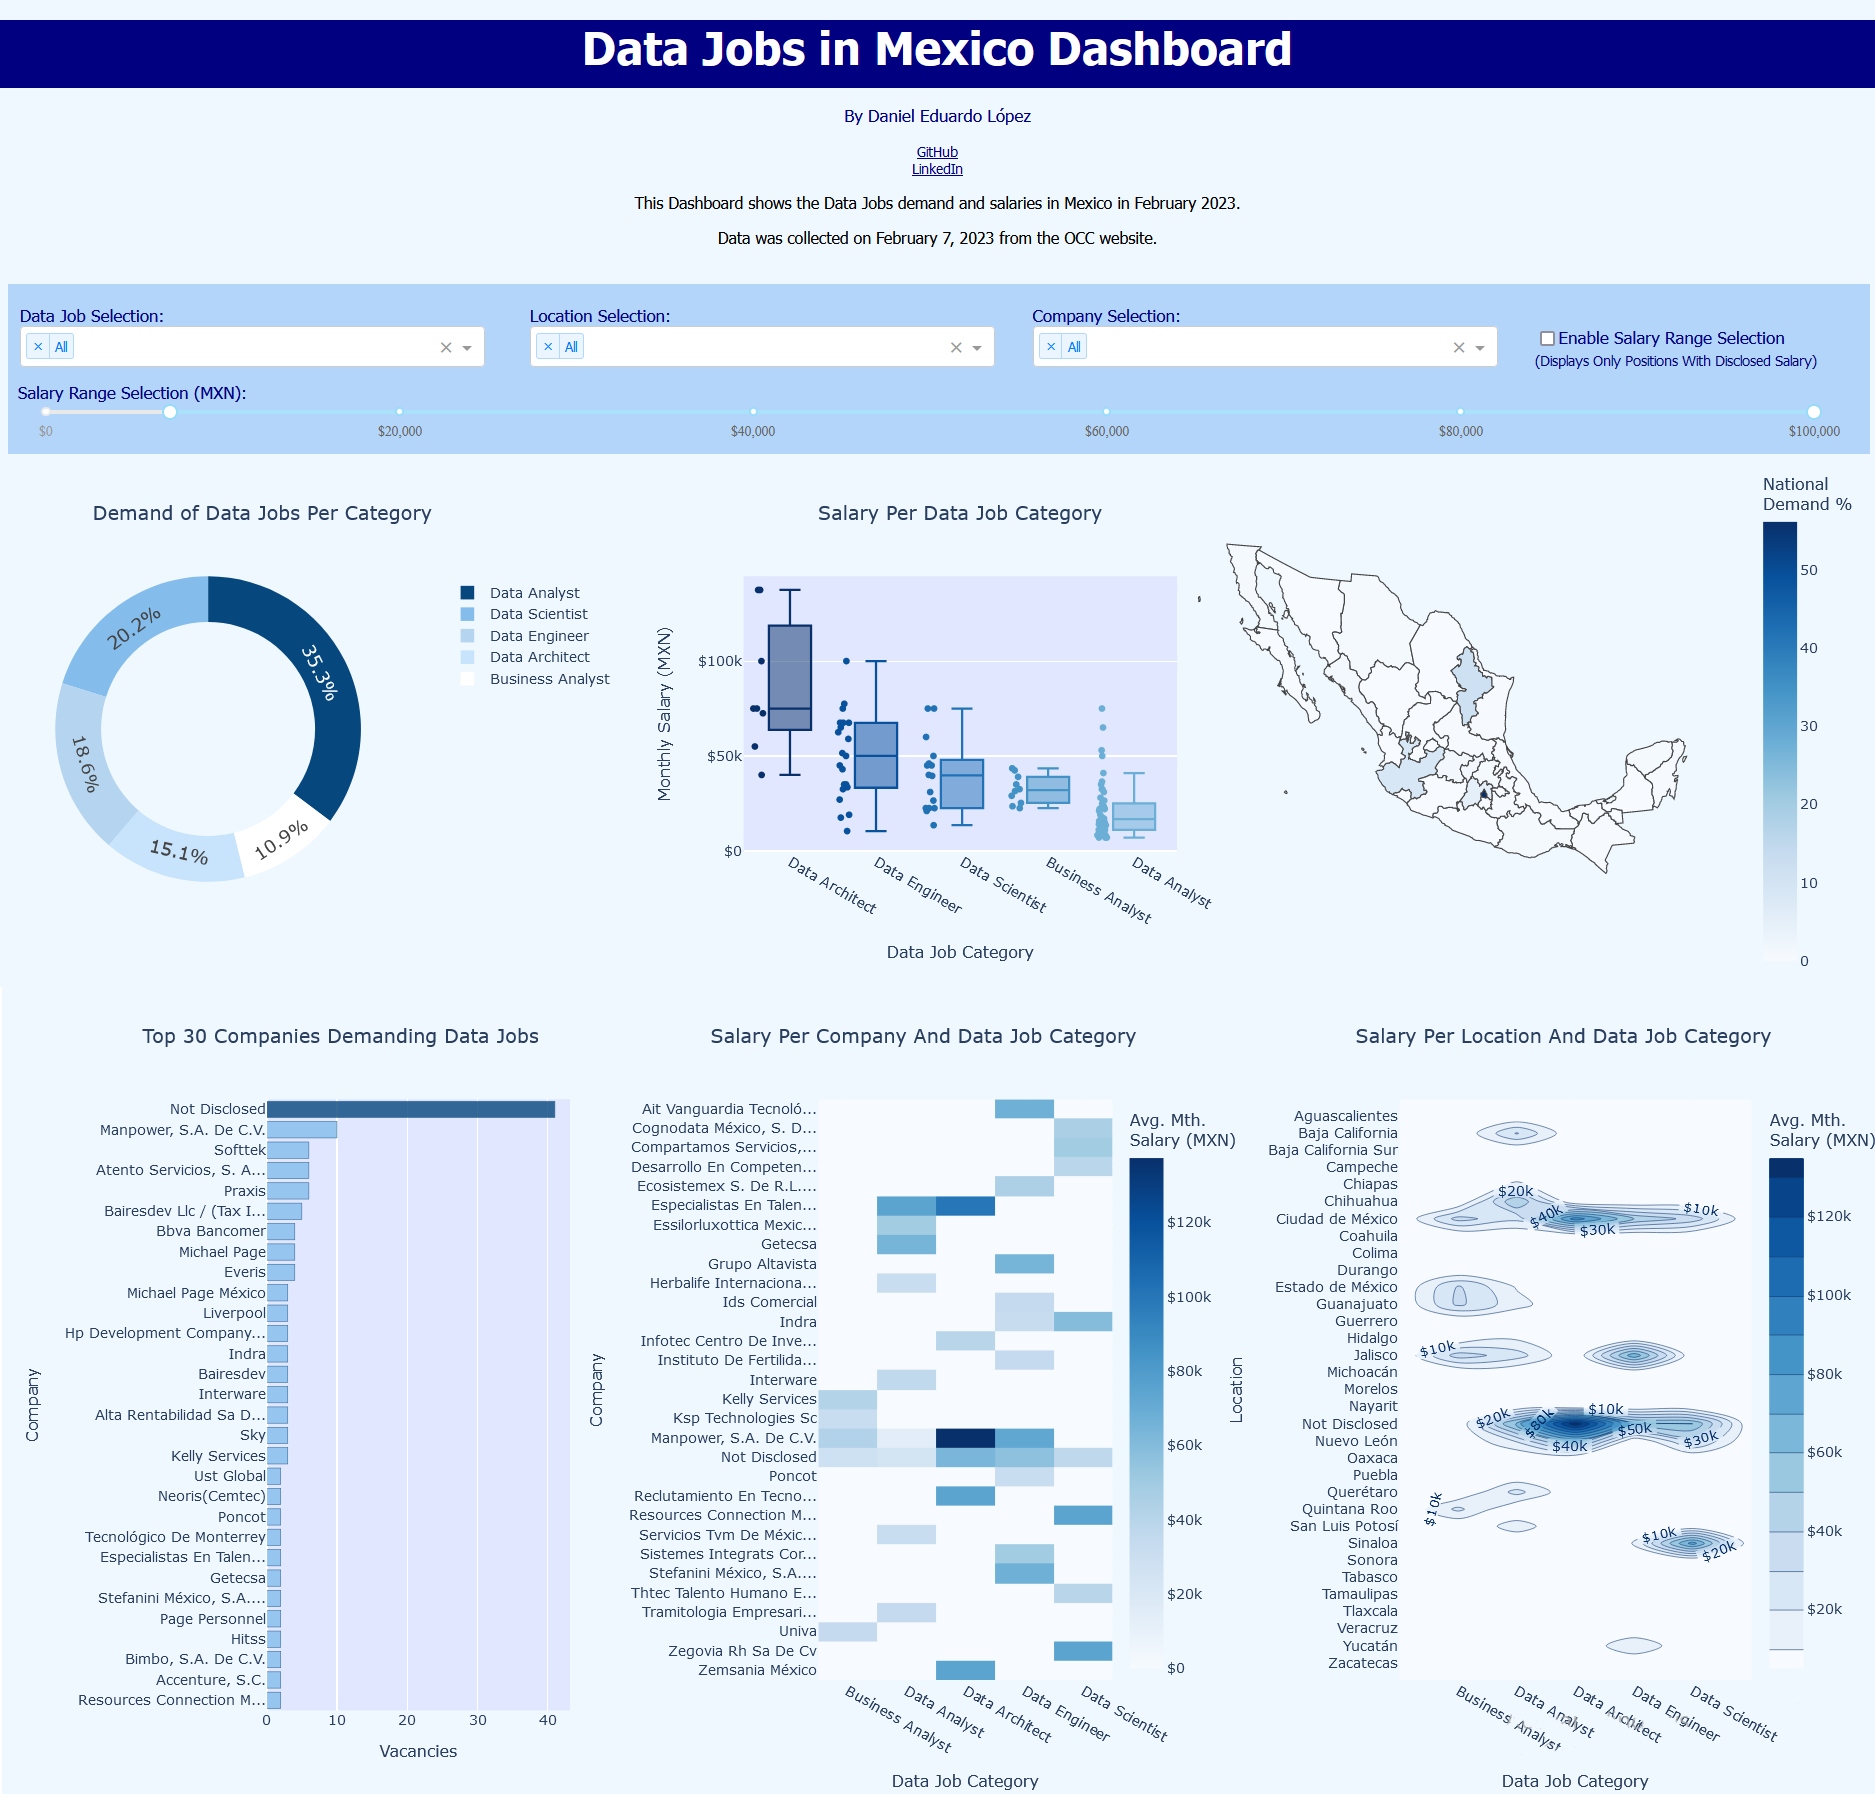 Data Jobs in Mexico Dashboard
By Daniel Eduardo López
GitHub
LinkedIn
This Dashboard shows the Data Jobs demand and salaries in Mexico in February 2023.
Data was collected on February 7, 2023 from the OCC website.
Data Job Selection:
× All
Location Selection:
× All
Company Selection:
× All
Enable Salary Range Selection
(Displays Only Positions With Disclosed Salary)
Salary Range Selection (MXN):
$0 $20,000 $40,000 $60,000 $80,000 $100,000
Demand of Data Jobs Per Category
35.3%
20.2%
18.6%
15.1%
10.9%
Data Analyst
Data Scientist
Data Engineer
Data Architect
Business Analyst
Salary Per Data Job Category
Monthly Salary (MXN)
$100k
$50k
$0
Data Architect
Data Engineer
Data Scientist
Business Analyst
Data Analyst
Data Job Category
National
Demand %
50
40
30
20
10
0
Top 30 Companies Demanding Data Jobs
Company
Not Disclosed
Manpower, S.A. De C.V.
Softtek
Atento Servicios, S. A...
Praxis
Bairesdev Llc / (Tax I...
Bbva Bancomer
Michael Page
Everis
Michael Page México
Liverpool
Hp Development Company...
Indra
Bairesdev
Interware
Alta Rentabilidad Sa D...
Sky
Kelly Services
Ust Global
Neoris(Cemtec)
Poncot
Tecnológico De Monterrey
Especialistas En Talen...
Getecsa
Stefanini México, S.A....
Page Personnel
Hitss
Bimbo, S.A. De C.V.
Accenture, S.C.
Resources Connection M...
0 10 20 30 40
Vacancies
Salary Per Company And Data Job Category
Company
Ait Vanguardia Tecnoló...
Cognodata México, S. D...
Compartamos Servicios,...
Desarrollo En Competen...
Ecosistemex S. De R.L....
Especialistas En Talen...
Essilorluxottica Mexic...
Getecsa
Grupo Altavista
Herbalife Internaciona...
Ids Comercial
Indra
Infotec Centro De Inve...
Instituto De Fertilida...
Interware
Kelly Services
Ksp Technologies Sc
Manpower, S.A. De C.V.
Not Disclosed
Poncot
Reclutamiento En Tecno...
Resources Connection M...
Servicios Tvm De Méxic...
Sistemes Integrats Cor...
Stefanini México, S.A....
Thtec Talento Humano E...
Tramitologia Empresari...
Univa
Zegovia Rh Sa De Cv
Zemsania México
Business Analyst
Data Analyst
Data Architect
Data Engineer
Data Scientist
Data Job Category
Avg. Mth.
Salary (MXN)
$120k
$100k
$80k
$60k
$40k
$20k
$0
Salary Per Location And Data Job Category
Location
Aguascalientes
Baja California
Baja California Sur
Campeche
Chiapas
Chihuahua
Ciudad de México
Coahuila
Colima
Durango
Estado de México
Guanajuato
Guerrero
Hidalgo
Jalisco
Michoacán
Morelos
Nayarit
Not Disclosed
Nuevo León
Oaxaca
Puebla
Querétaro
Quintana Roo
San Luis Potosí
Sinaloa
Sonora
Tabasco
Tamaulipas
Tlaxcala
Veracruz
Yucatán
Zacatecas
$20k
$40k
$30k
$10k
$10k
$20k
$80k
$10k
$50k
$40k
$30k
$10k
$10k
$20k
Business Analyst
Data Analyst
Data Architect
Data Engineer
Data Scientist
Data Job Category
Avg. Mth.
Salary (MXN)
$120k
$100k
$80k
$60k
$40k
$20k